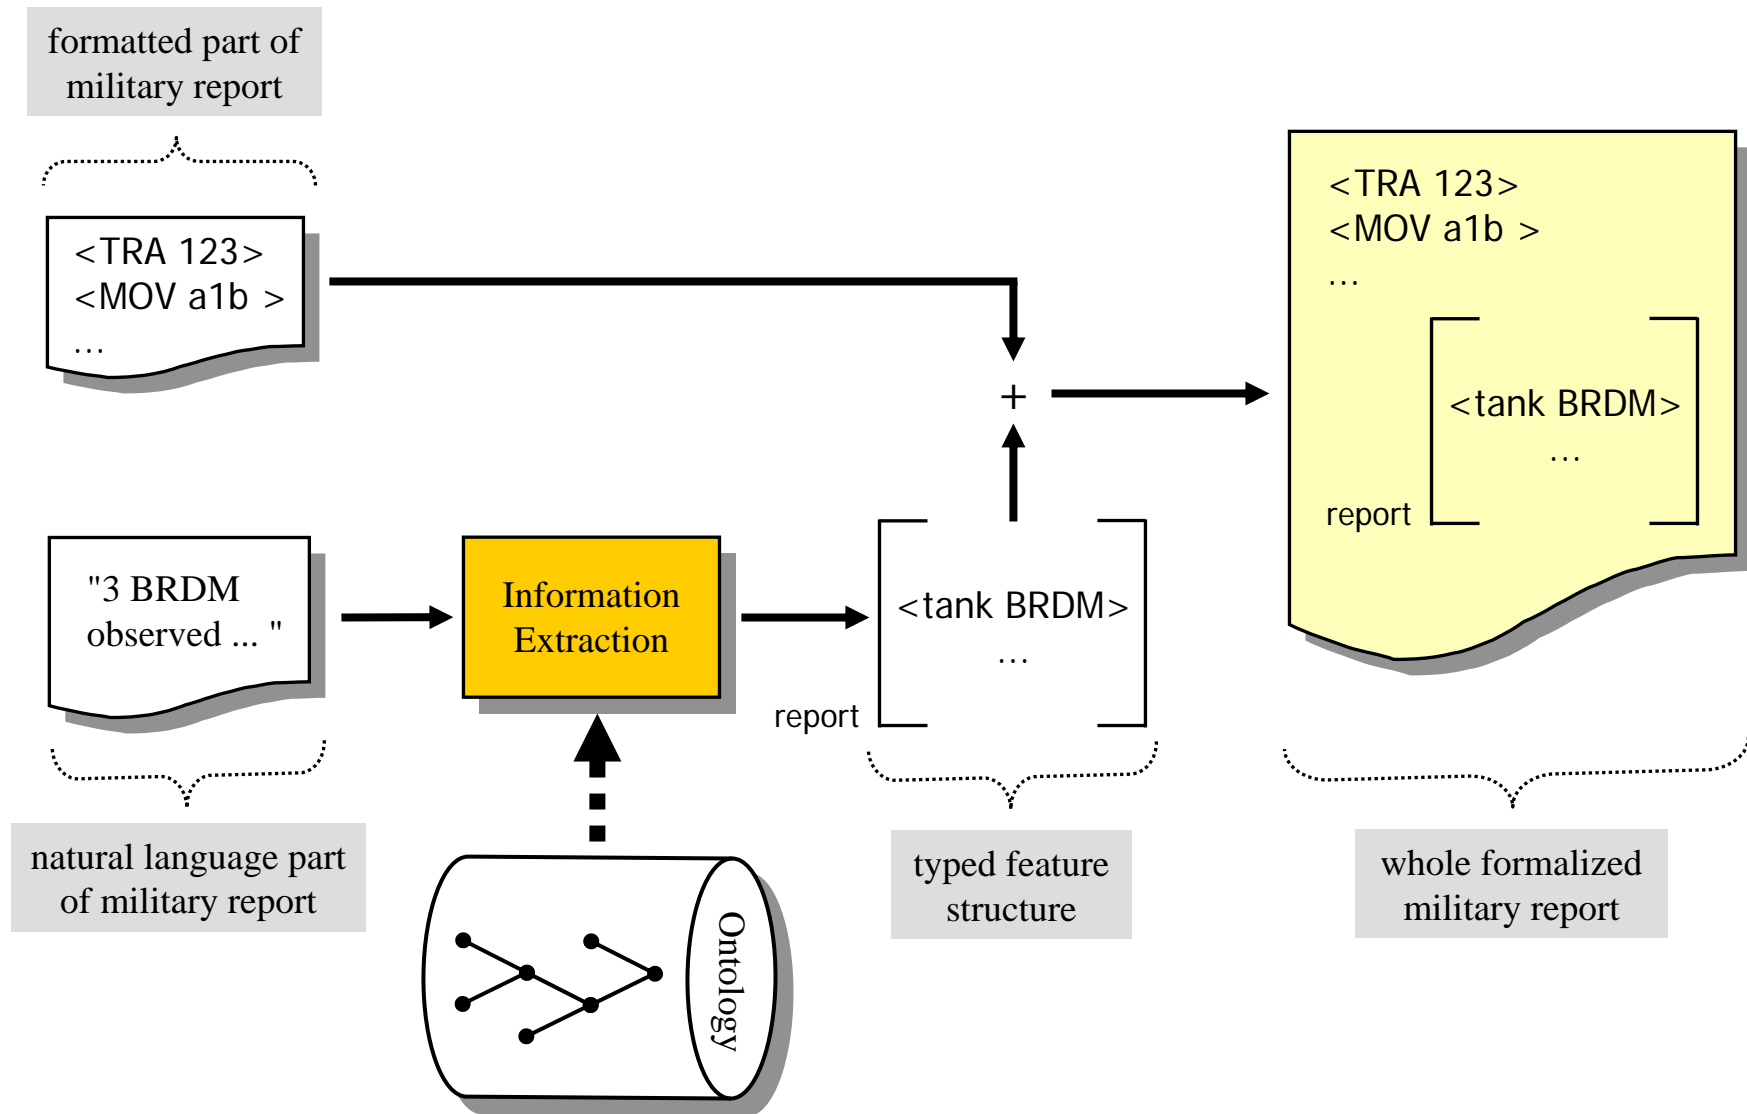 formatted part of
military report
<TRA 123>
<MOV a1b >
...
<TRA 123>
<MOV a1b >
...
<tank BRDM>
...
report
+
"3 BRDM
observed ... "
Information
Extraction
<tank BRDM>
...
report
natural language part
of military report
Ontology
typed feature
structure
whole formalized
military report